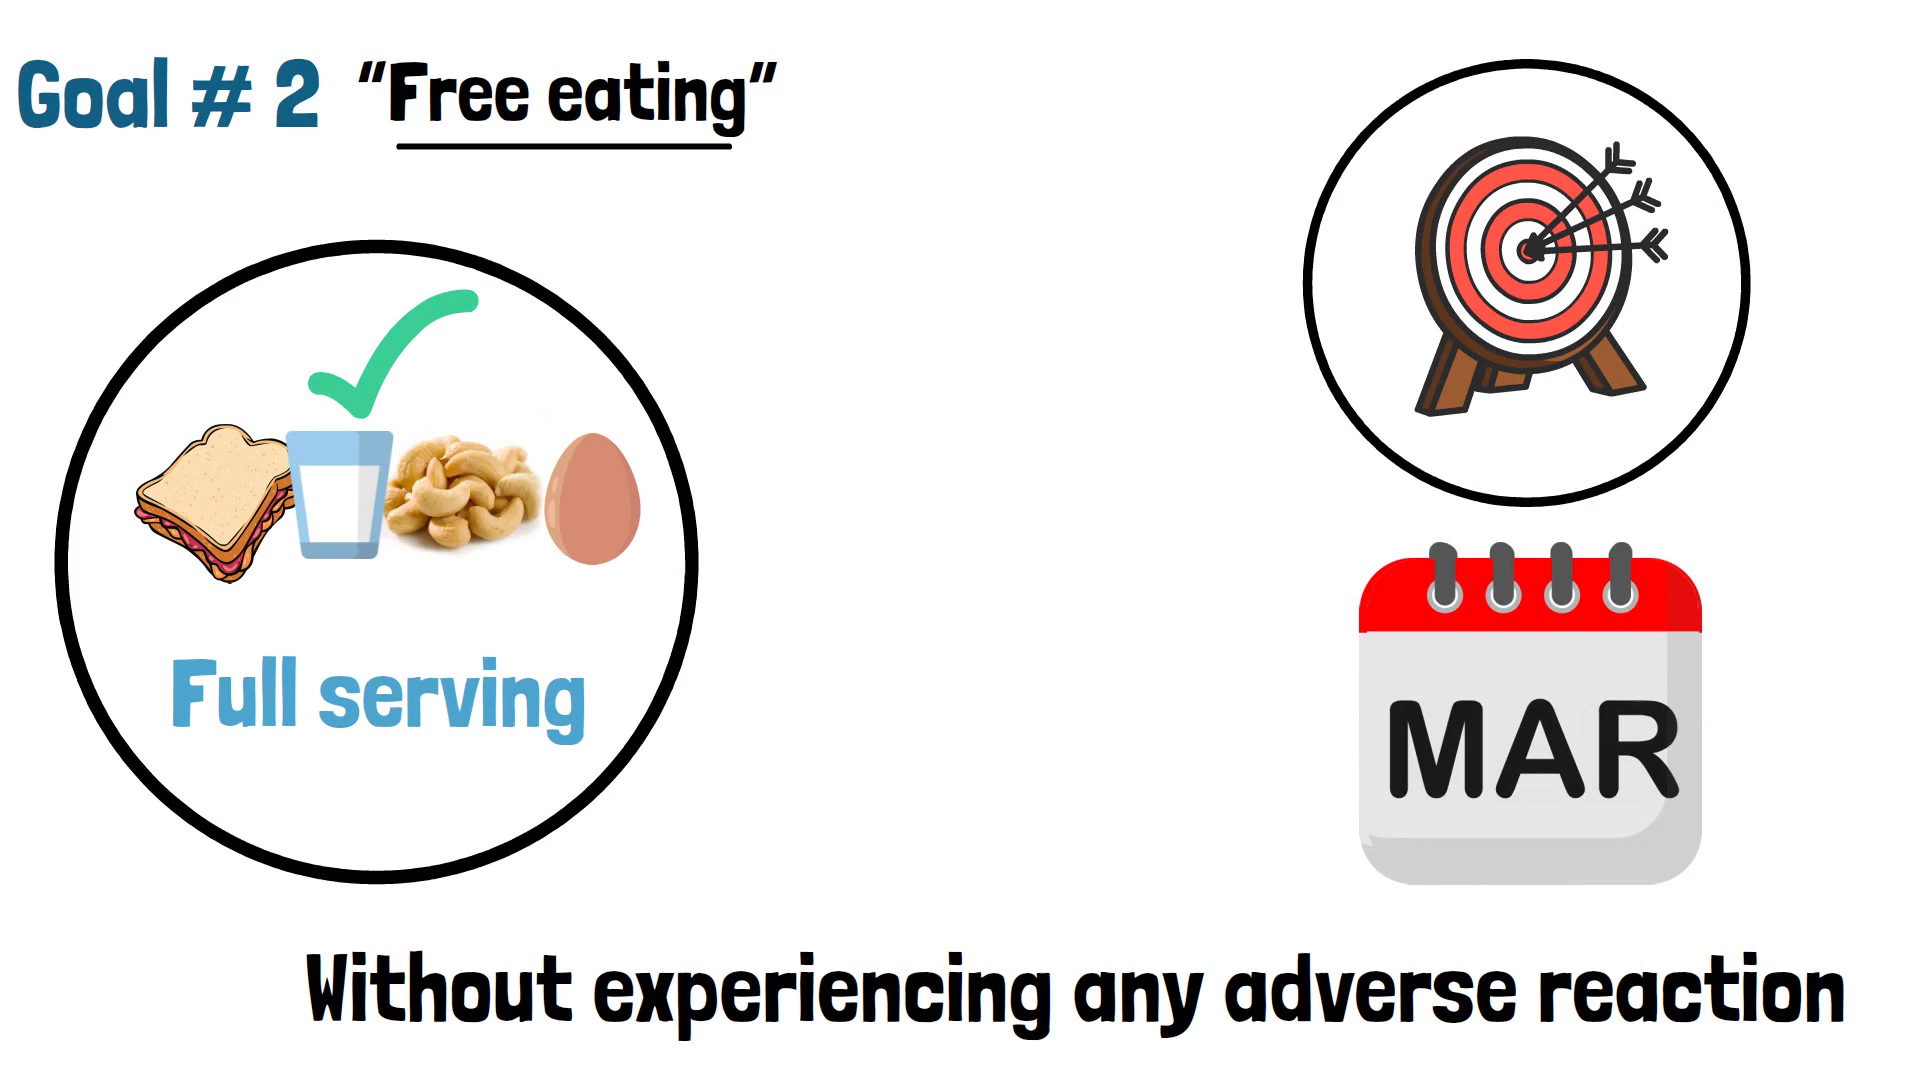 Goal # 2 “Free eating”
Full serving
MAR
Without experiencing any adverse reaction